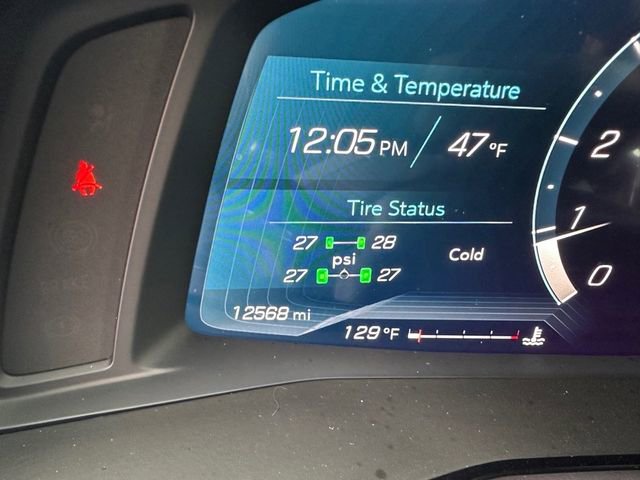 Time & Temperature
12:05 PM / 47 °F
Tire Status
27 28
psi
Cold
27 27
12568 mi
129 °F
2
1
0